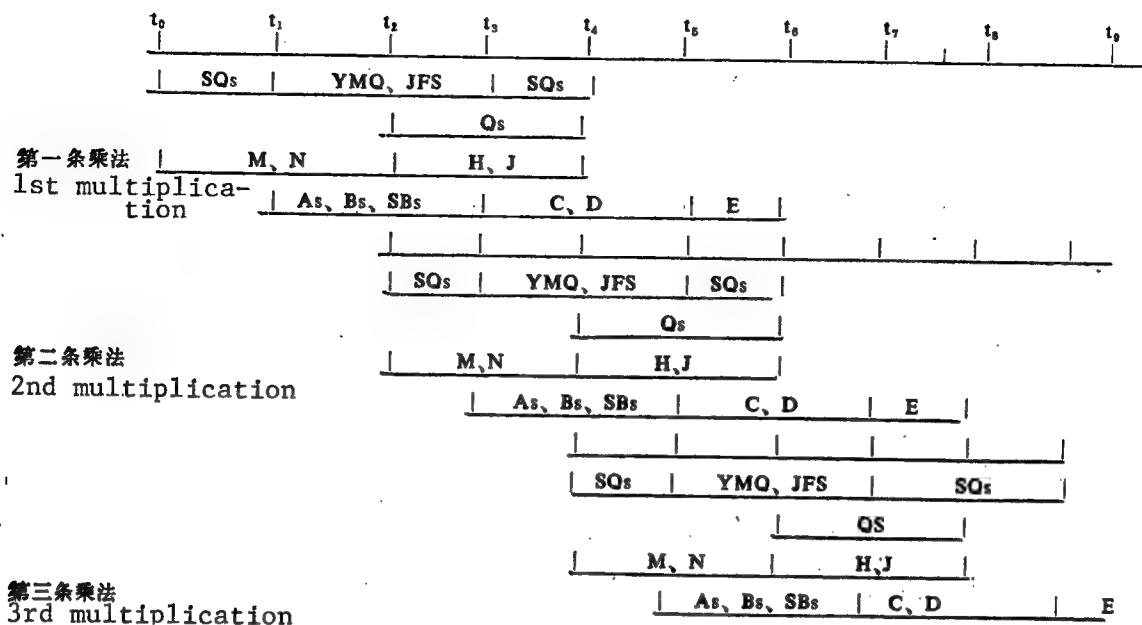 t₀ t₁ t₂ t₃ t₄ t₅ t₆ t₇ t₈ t₉
SQs YMQ、JFS SQs
Qs
第一条乘法 M、N H、J
1st multiplica-
tion As、Bs、SBs C、D E
SQs YMQ、JFS SQs
Qs
第二条乘法 M、N H、J
2nd multiplication
As、Bs、SBs C、D E
SQs YMQ、JFS SQs
QS
M、N H、J
第三条乘法
3rd multiplication As、Bs、SBs C、D E